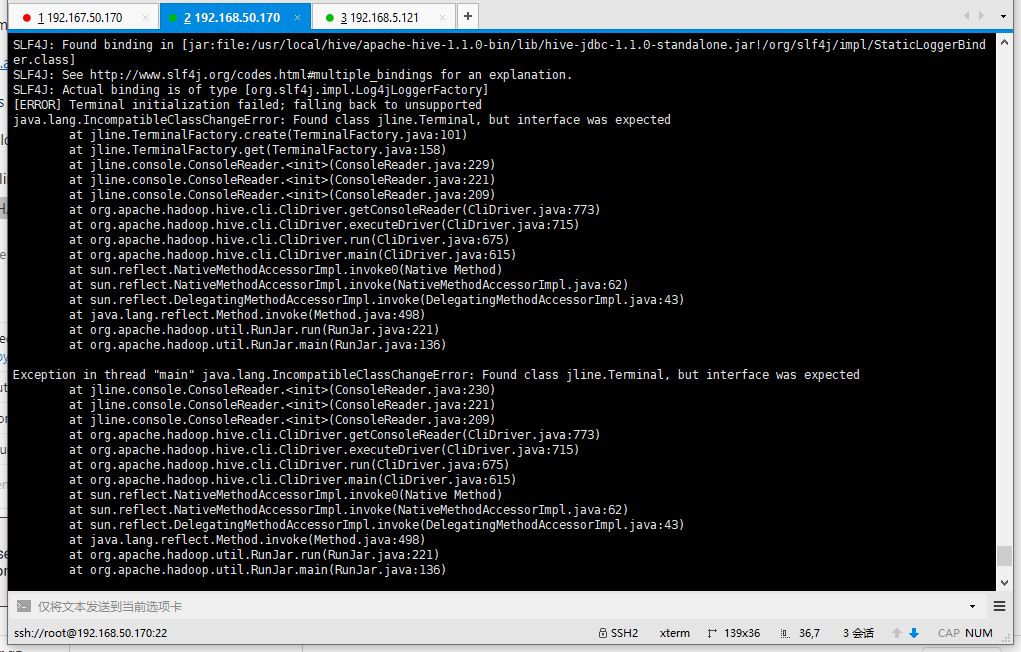 1 192.167.50.170 × 2 192.168.50.170 × 3 192.168.5.121 × +
SLF4J: Found binding in [jar:file:/usr/local/hive/apache-hive-1.1.0-bin/lib/hive-jdbc-1.1.0-standalone.jar!/org/slf4j/impl/StaticLoggerBind
er.class]
SLF4J: See http://www.slf4j.org/codes.html#multiple_bindings for an explanation.
SLF4J: Actual binding is of type [org.slf4j.impl.Log4jLoggerFactory]
[ERROR] Terminal initialization failed; falling back to unsupported
java.lang.IncompatibleClassChangeError: Found class jline.Terminal, but interface was expected
at jline.TerminalFactory.create(TerminalFactory.java:101)
at jline.TerminalFactory.get(TerminalFactory.java:158)
at jline.console.ConsoleReader.<init>(ConsoleReader.java:229)
at jline.console.ConsoleReader.<init>(ConsoleReader.java:221)
at jline.console.ConsoleReader.<init>(ConsoleReader.java:209)
at org.apache.hadoop.hive.cli.CliDriver.getConsoleReader(CliDriver.java:773)
at org.apache.hadoop.hive.cli.CliDriver.executeDriver(CliDriver.java:715)
at org.apache.hadoop.hive.cli.CliDriver.run(CliDriver.java:675)
at org.apache.hadoop.hive.cli.CliDriver.main(CliDriver.java:615)
at sun.reflect.NativeMethodAccessorImpl.invoke0(Native Method)
at sun.reflect.NativeMethodAccessorImpl.invoke(NativeMethodAccessorImpl.java:62)
at sun.reflect.DelegatingMethodAccessorImpl.invoke(DelegatingMethodAccessorImpl.java:43)
at java.lang.reflect.Method.invoke(Method.java:498)
at org.apache.hadoop.util.RunJar.run(RunJar.java:221)
at org.apache.hadoop.util.RunJar.main(RunJar.java:136)
Exception in thread "main" java.lang.IncompatibleClassChangeError: Found class jline.Terminal, but interface was expected
at jline.console.ConsoleReader.<init>(ConsoleReader.java:230)
at jline.console.ConsoleReader.<init>(ConsoleReader.java:221)
at jline.console.ConsoleReader.<init>(ConsoleReader.java:209)
at org.apache.hadoop.hive.cli.CliDriver.getConsoleReader(CliDriver.java:773)
at org.apache.hadoop.hive.cli.CliDriver.executeDriver(CliDriver.java:715)
at org.apache.hadoop.hive.cli.CliDriver.run(CliDriver.java:675)
at org.apache.hadoop.hive.cli.CliDriver.main(CliDriver.java:615)
at sun.reflect.NativeMethodAccessorImpl.invoke0(Native Method)
at sun.reflect.NativeMethodAccessorImpl.invoke(NativeMethodAccessorImpl.java:62)
at sun.reflect.DelegatingMethodAccessorImpl.invoke(DelegatingMethodAccessorImpl.java:43)
at java.lang.reflect.Method.invoke(Method.java:498)
at org.apache.hadoop.util.RunJar.run(RunJar.java:221)
at org.apache.hadoop.util.RunJar.main(RunJar.java:136)
仅将文本发送到当前选项卡
ssh://root@192.168.50.170:22 SSH2 xterm 139x36 36,7 3 会话 CAP NUM